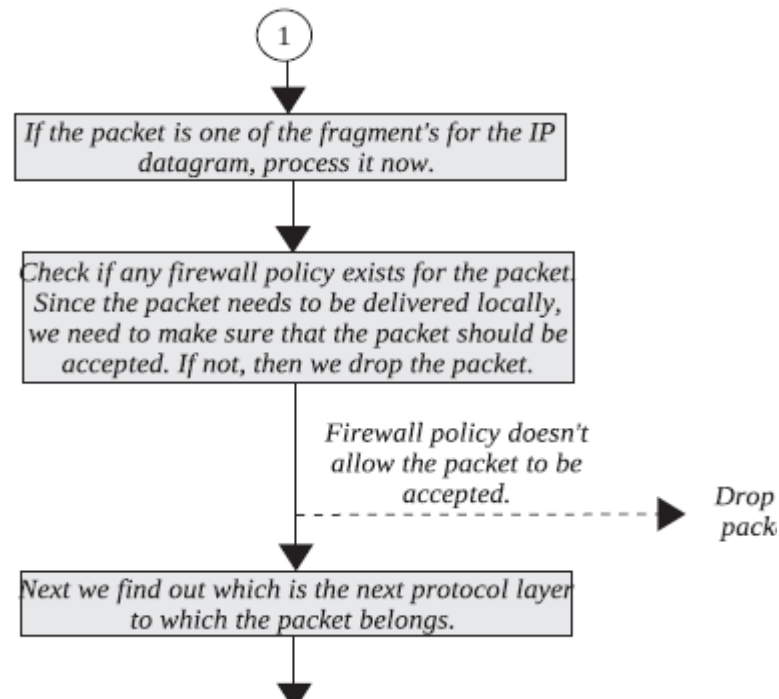 1
If the packet is one of the fragment's for the IP
datagram, process it now.
Check if any firewall policy exists for the packet.
Since the packet needs to be delivered locally,
we need to make sure that the packet should be
accepted. If not, then we drop the packet.
Firewall policy doesn't
allow the packet to be
accepted.
Drop
Next we find out which is the next protocol layer
to which the packet belongs.